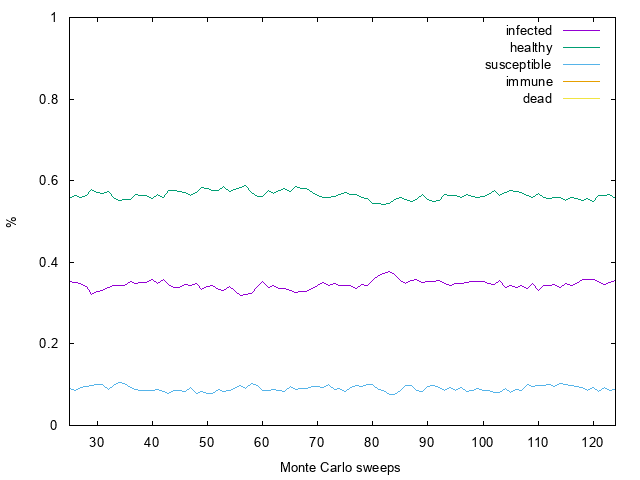 1
0.8
0.6
0.4
0.2
0
%
30 40 50 60 70 80 90 100 110 120
Monte Carlo sweeps
infected
healthy
susceptible
immune
dead